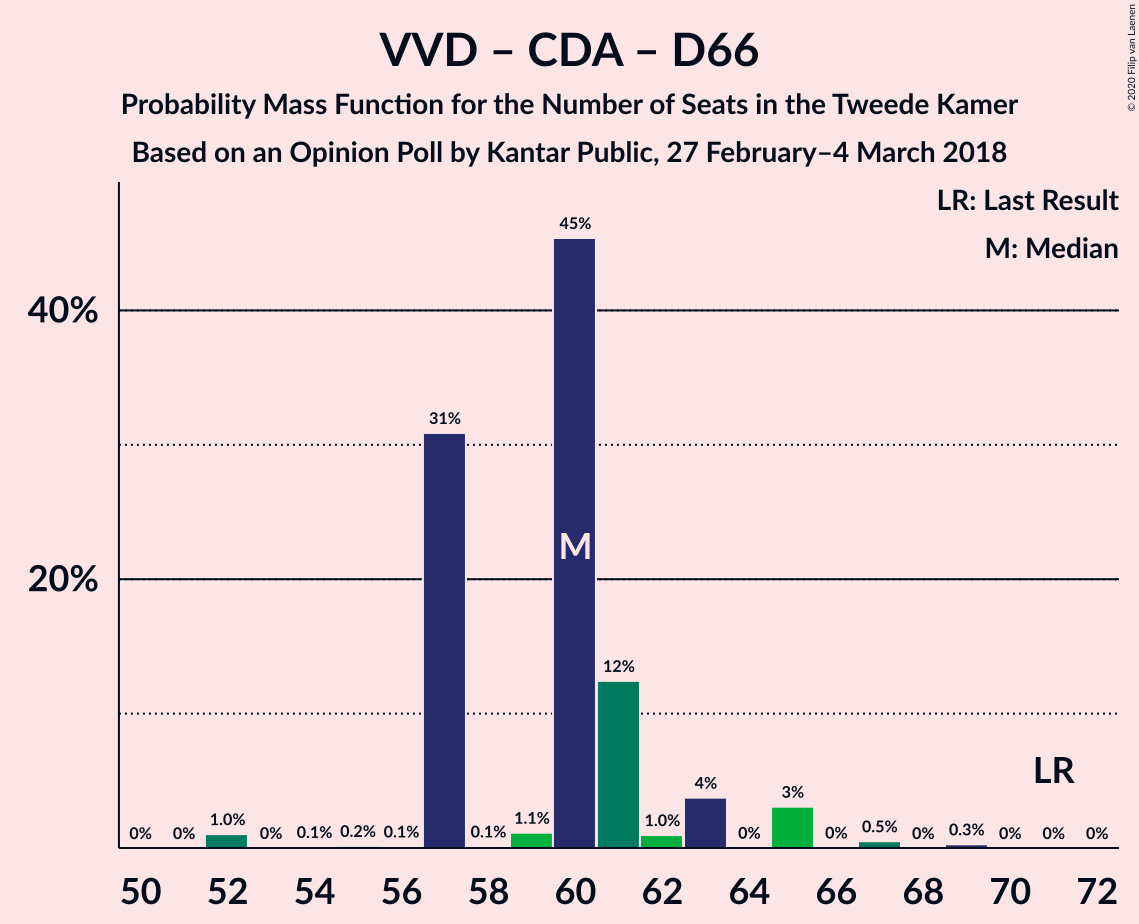 VVD – CDA – D66
Probability Mass Function for the Number of Seats in the Tweede Kamer
Based on an Opinion Poll by Kantar Public, 27 February–4 March 2018
© 2020 Filip van Laenen
LR: Last Result
M: Median
40%
20%
0%
0%
1.0%
0%
0.1%
0.2%
0.1%
31%
0.1%
1.1%
45%
12%
1.0%
4%
0%
3%
0%
0.5%
0%
0.3%
0%
0%
0%
M
LR
50 52 54 56 58 60 62 64 66 68 70 72